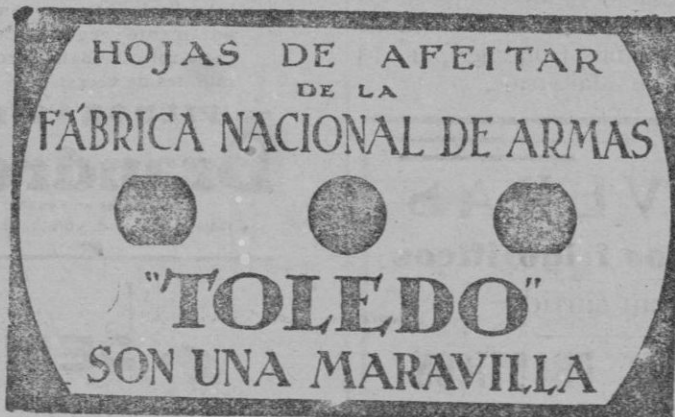 HOJAS DE AFEITAR
DE LA
FÁBRICA NACIONAL DE ARMAS
"TOLEDO"
SON UNA MARAVILLA